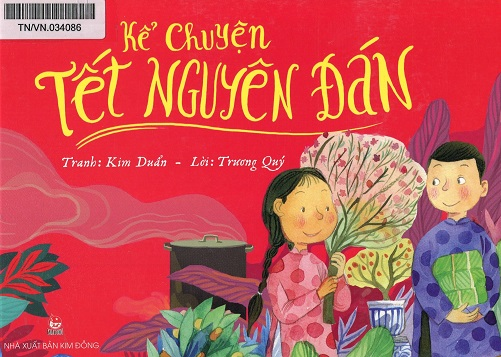 TN/VN.034086
Kể Chuyện
TẾT NGUYÊN ĐÁN
Tranh: Kim Duẩn – Lời: Trương Quý
NHÀ XUẤT BẢN KIM ĐỒNG